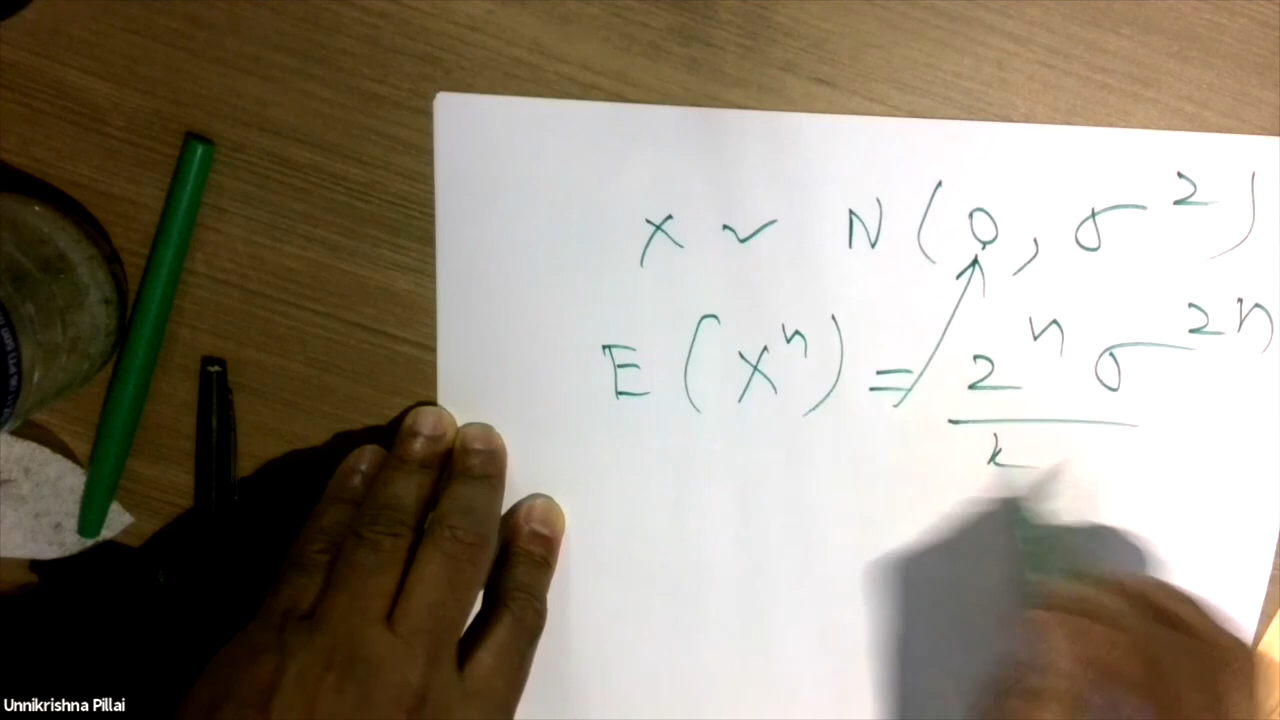 X ~ N(0, σ²)
E(Xⁿ) = 2ⁿ σ²ⁿ
k
Unnikrishna Pillai